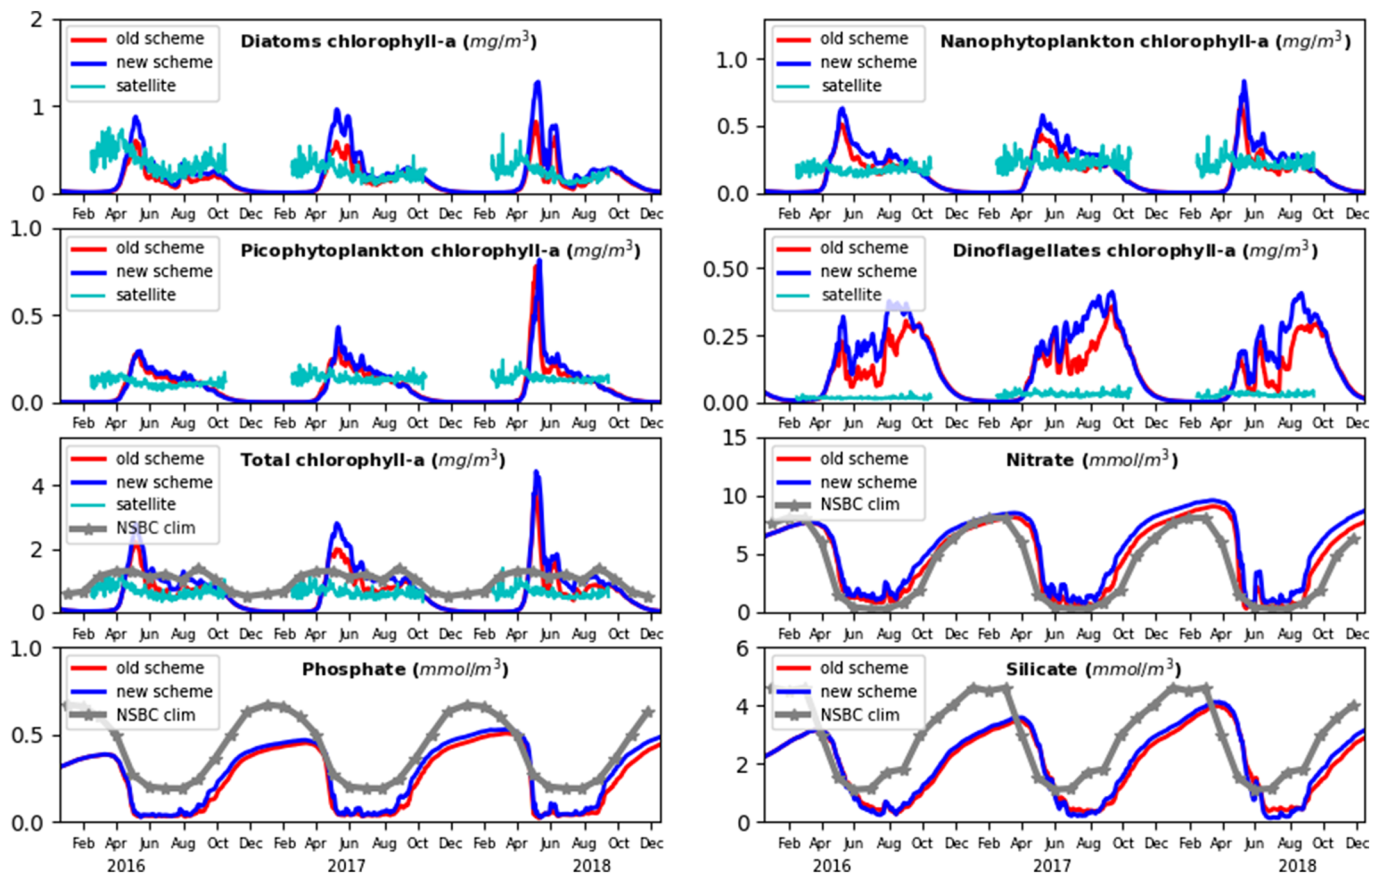 Diatoms chlorophyll-a (mg/m³)
old scheme
new scheme
satellite
2
1
0
Feb Apr Jun Aug Oct Dec Feb Apr Jun Aug Oct Dec Feb Apr Jun Aug Oct Dec
Nanophytoplankton chlorophyll-a (mg/m³)
old scheme
new scheme
satellite
1.0
0.5
0.0
Feb Apr Jun Aug Oct Dec Feb Apr Jun Aug Oct Dec Feb Apr Jun Aug Oct Dec
Picophytoplankton chlorophyll-a (mg/m³)
old scheme
new scheme
satellite
1.0
0.5
0.0
Feb Apr Jun Aug Oct Dec Feb Apr Jun Aug Oct Dec Feb Apr Jun Aug Oct Dec
Dinoflagellates chlorophyll-a (mg/m³)
old scheme
new scheme
satellite
0.50
0.25
0.00
Feb Apr Jun Aug Oct Dec Feb Apr Jun Aug Oct Dec Feb Apr Jun Aug Oct Dec
Total chlorophyll-a (mg/m³)
old scheme
new scheme
satellite
NSBC clim
4
2
0
Feb Apr Jun Aug Oct Dec Feb Apr Jun Aug Oct Dec Feb Apr Jun Aug Oct Dec
Nitrate (mmol/m³)
old scheme
new scheme
NSBC clim
15
10
5
0
Feb Apr Jun Aug Oct Dec Feb Apr Jun Aug Oct Dec Feb Apr Jun Aug Oct Dec
Phosphate (mmol/m³)
old scheme
new scheme
NSBC clim
1.0
0.5
0.0
Feb Apr Jun Aug Oct Dec Feb Apr Jun Aug Oct Dec Feb Apr Jun Aug Oct Dec
2016 2017 2018
Silicate (mmol/m³)
old scheme
new scheme
NSBC clim
6
4
2
0
Feb Apr Jun Aug Oct Dec Feb Apr Jun Aug Oct Dec Feb Apr Jun Aug Oct Dec
2016 2017 2018